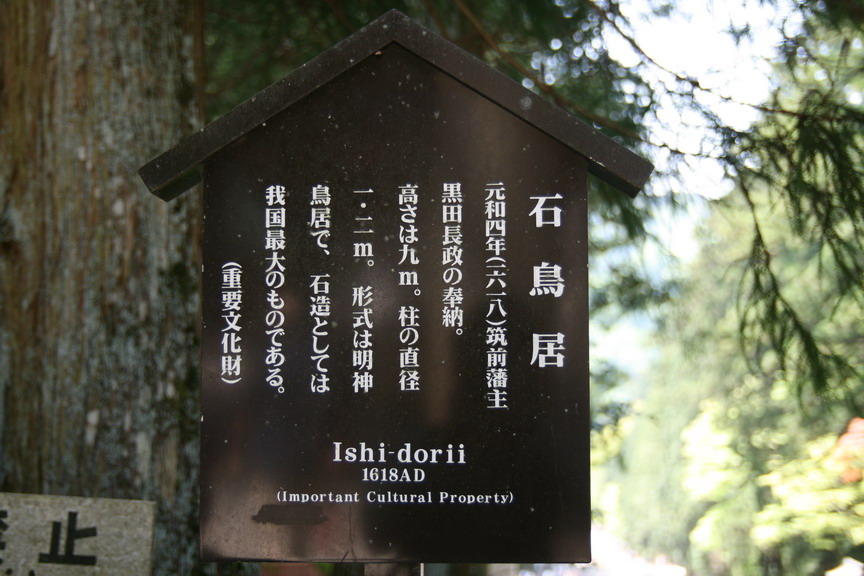 石鳥居
元和四年(一六一八)筑前藩主
黒田長政の奉納。
高さは九m。柱の直径
一・二m。形式は明神
鳥居で、石造としては
我国最大のものである。
(重要文化財)
Ishi-dorii
1618AD
(Important Cultural Property)
止